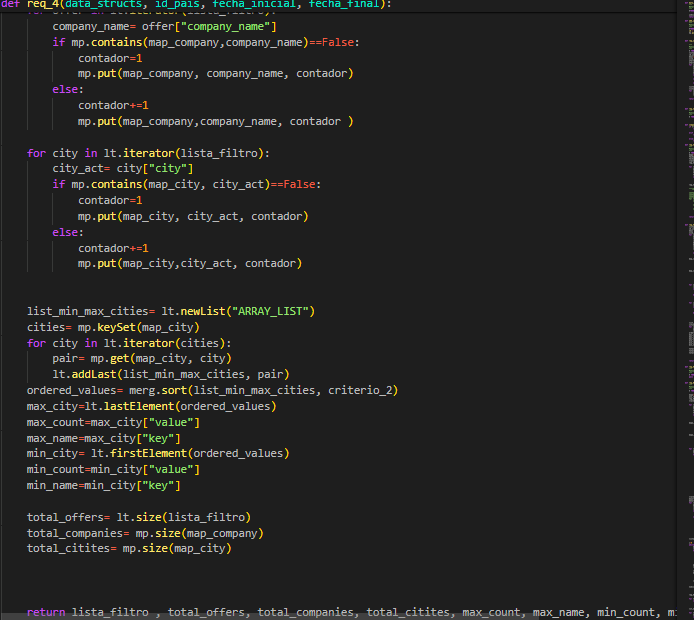 def req_4(data_structs, id_pais, fecha_inicial, fecha_final):
for offer in lt.iterator(lista_filtro):
company_name= offer["company_name"]
if mp.contains(map_company,company_name)==False:
contador=1
mp.put(map_company, company_name, contador)
else:
contador+=1
mp.put(map_company,company_name, contador )
for city in lt.iterator(lista_filtro):
city_act= city["city"]
if mp.contains(map_city, city_act)==False:
contador=1
mp.put(map_city, city_act, contador)
else:
contador+=1
mp.put(map_city,city_act, contador)
list_min_max_cities= lt.newList("ARRAY_LIST")
cities= mp.keySet(map_city)
for city in lt.iterator(cities):
pair= mp.get(map_city, city)
lt.addLast(list_min_max_cities, pair)
ordered_values= merg.sort(list_min_max_cities, criterio_2)
max_city=lt.lastElement(ordered_values)
max_count=max_city["value"]
max_name=max_city["key"]
min_city= lt.firstElement(ordered_values)
min_count=min_city["value"]
min_name=min_city["key"]
total_offers= lt.size(lista_filtro)
total_companies= mp.size(map_company)
total_citites= mp.size(map_city)
return lista_filtro , total_offers, total_companies, total_citites, max_count, max_name, min_count,